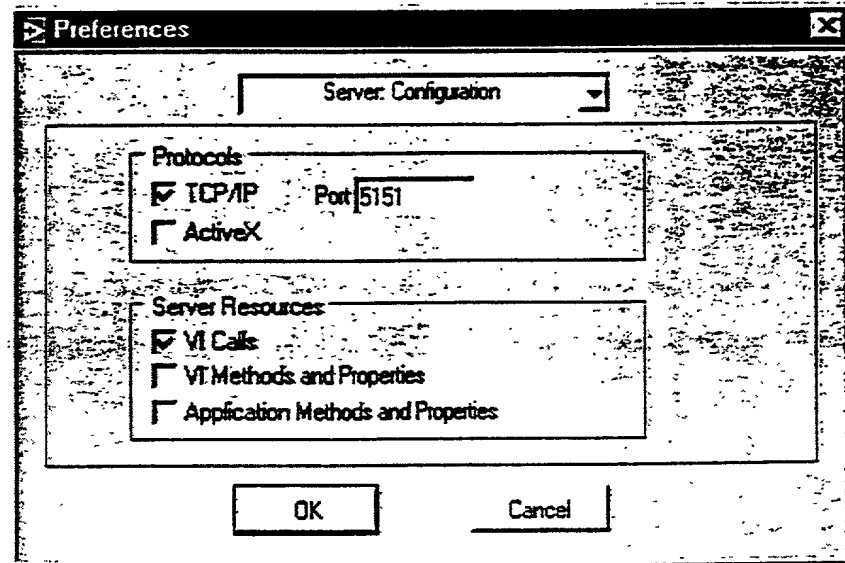 Preferences
Server: Configuration
Protocols
TCP/IP Port 5151
ActiveX
Server Resources
VI Calls
VI Methods and Properties
Application Methods and Properties
OK Cancel